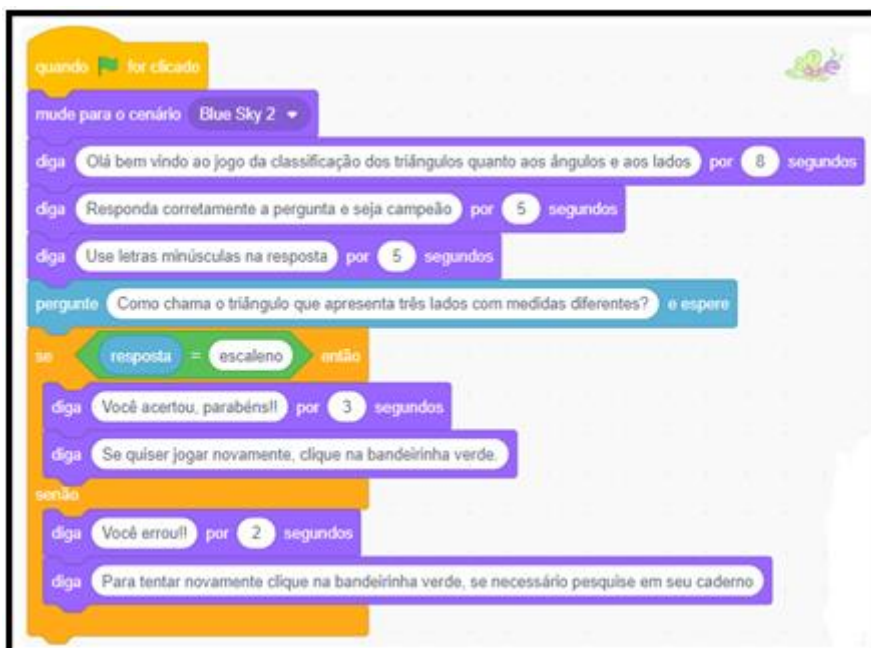 quando for clicado
mude para o cenário Blue Sky 2
diga Olá bem vindo ao jogo da classificação dos triângulos quanto aos ângulos e aos lados por 8 segundos
diga Responda corretamente a pergunta e seja campeão por 5 segundos
diga Use letras minúsculas na resposta por 5 segundos
pergunte Como chama o triângulo que apresenta três lados com medidas diferentes? e espere
se resposta = escaleno então
diga Você acertou, parabéns!! por 3 segundos
diga Se quiser jogar novamente, clique na bandeirinha verde.
senão
diga Você errou!! por 2 segundos
diga Para tentar novamente clique na bandeirinha verde, se necessário pesquise em seu caderno